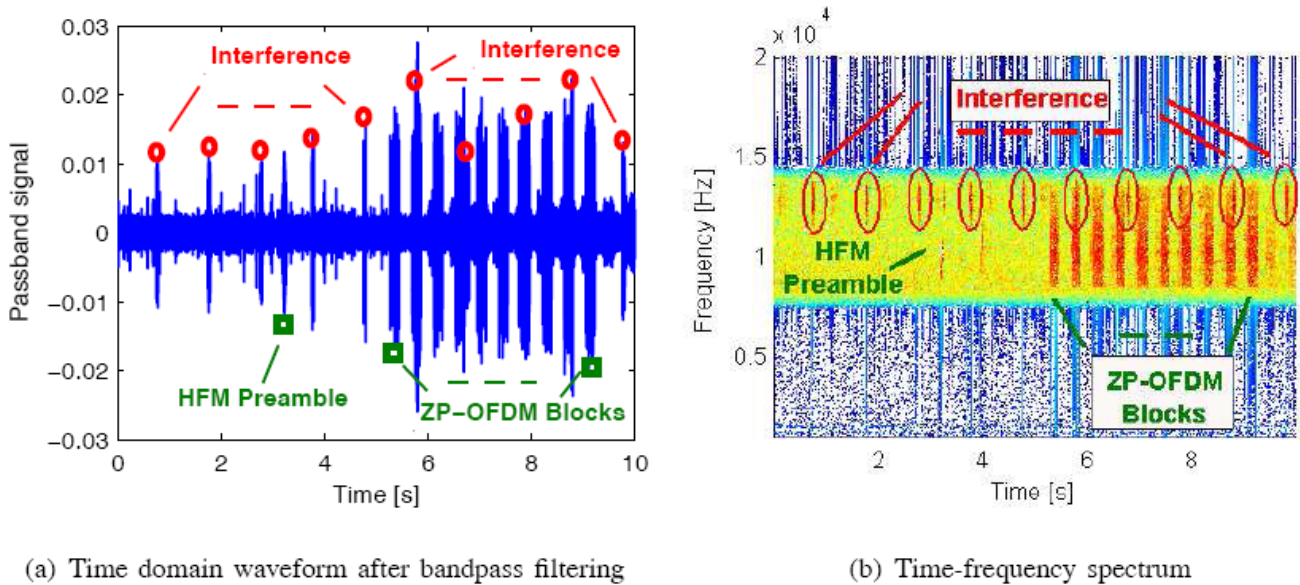 0.03
0.02
0.01
0
−0.01
−0.02
−0.03
0
2
4
6
8
10
Passband signal
Time [s]
Interference
Interference
HFM Preamble
ZP−OFDM Blocks
(a) Time domain waveform after bandpass filtering
x 10^4
2
1.5
1
0.5
2
4
6
8
Frequency [Hz]
Time [s]
Interference
HFM
Preamble
ZP-OFDM
Blocks
(b) Time-frequency spectrum